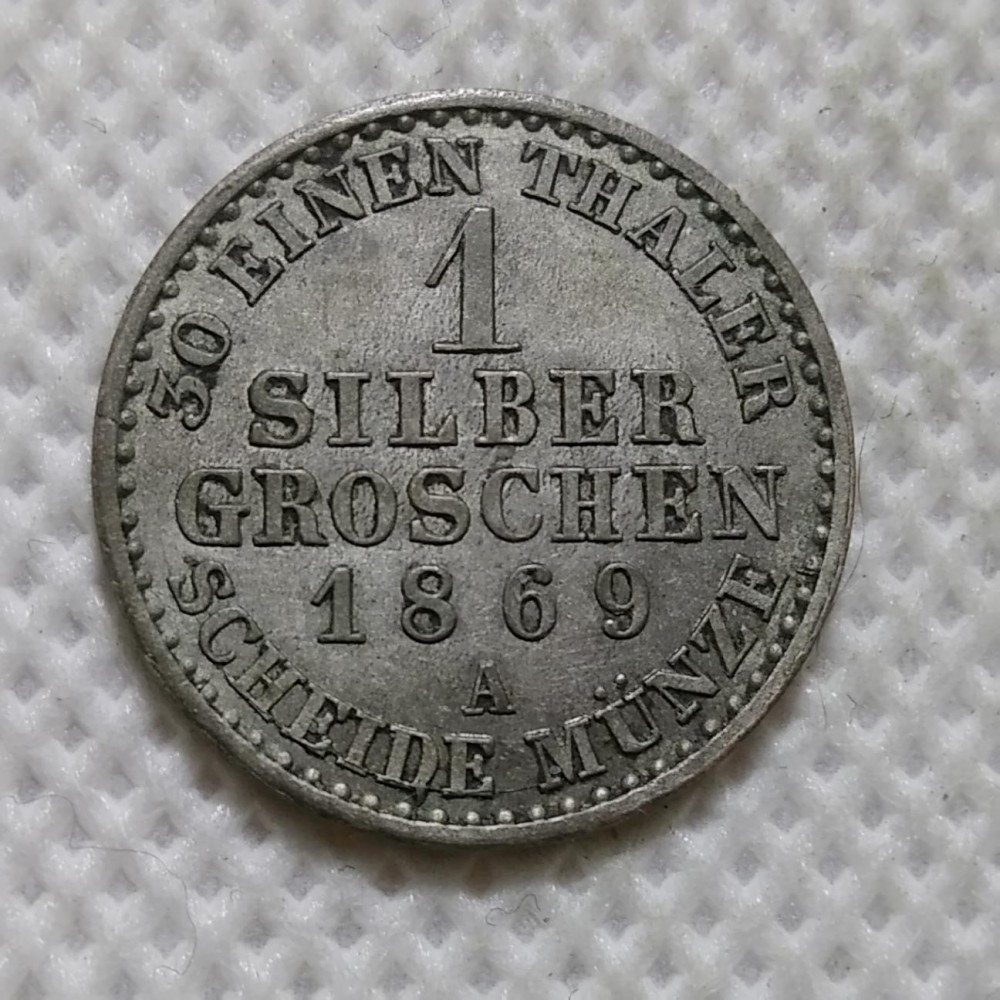 30 EINEN THALER
1
SILBER
GROSCHEN
1869
A
SCHEIDE MÜNZE